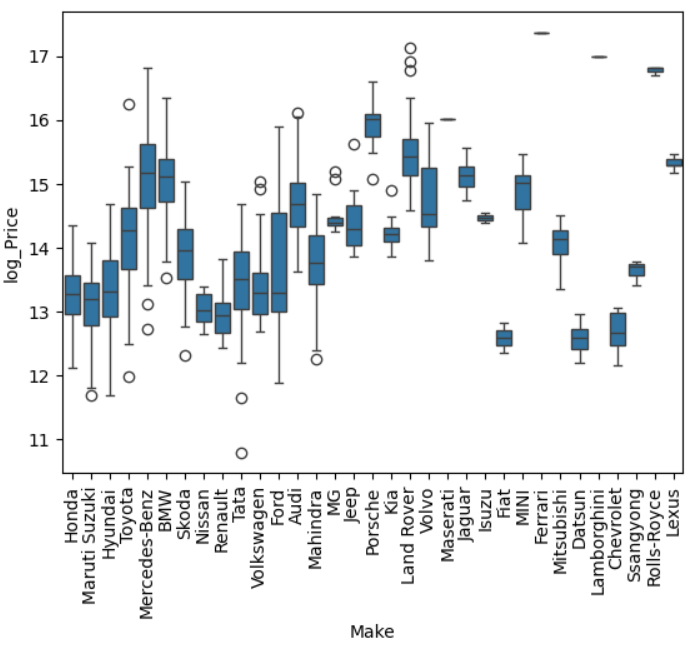 log_Price
17
16
15
14
13
12
11
Honda
Maruti Suzuki
Hyundai
Toyota
Mercedes-Benz
BMW
Skoda
Nissan
Renault
Tata
Volkswagen
Ford
Audi
Mahindra
MG
Jeep
Porsche
Kia
Land Rover
Volvo
Maserati
Jaguar
Isuzu
Fiat
MINI
Ferrari
Mitsubishi
Datsun
Lamborghini
Chevrolet
Ssangyong
Rolls-Royce
Lexus
Make